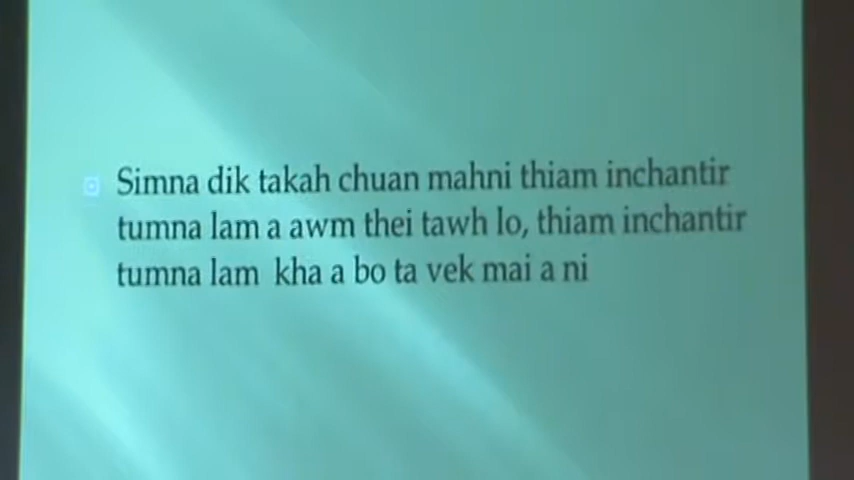 Simna dik takah chuan mahni thiam inchantir
tumna lam a awm thei tawh lo, thiam inchantir
tumna lam kha a bo ta vek mai a ni